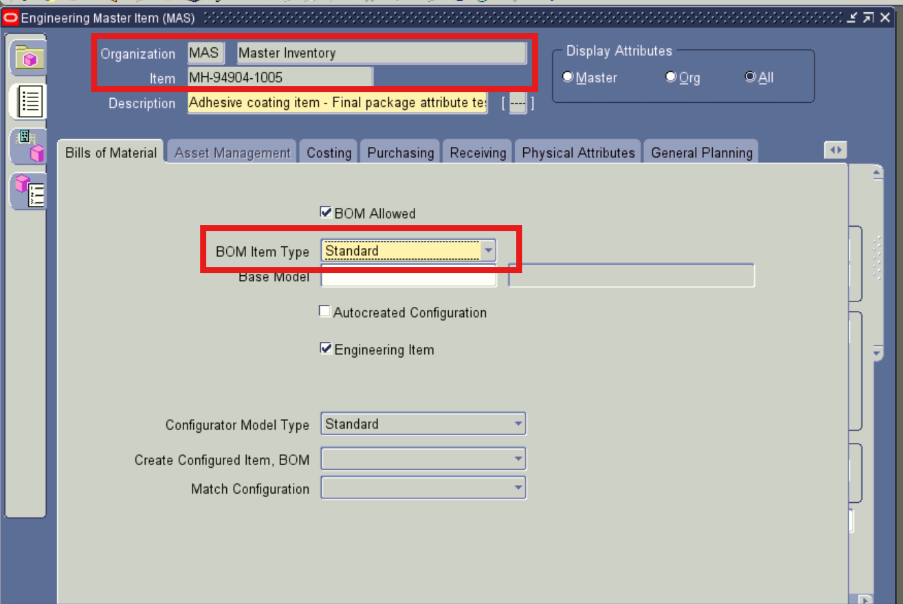 Engineering Master Item (MAS)
Organization MAS Master Inventory
Display Attributes
Item MH-94904-1005
Master Org All
Description Adhesive coating item - Final package attribute te [ ---- ]
Bills of Material Asset Management Costing Purchasing Receiving Physical Attributes General Planning
BOM Allowed
BOM Item Type Standard
Base Model
Autocreated Configuration
Engineering Item
Configurator Model Type Standard
Create Configured Item, BOM
Match Configuration